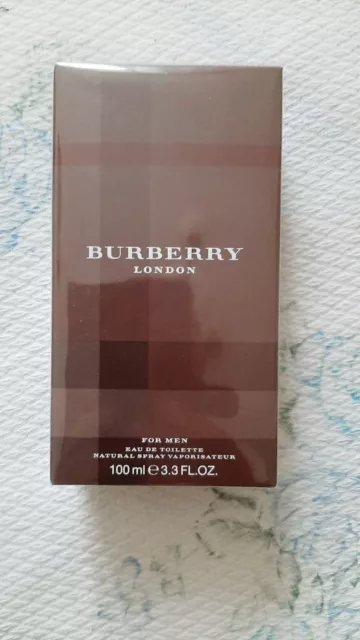 BURBERRY
LONDON
FOR MEN
EAU DE TOILETTE
NATURAL SPRAY VAPORISATEUR
100 ml ℮ 3.3 FL.OZ.